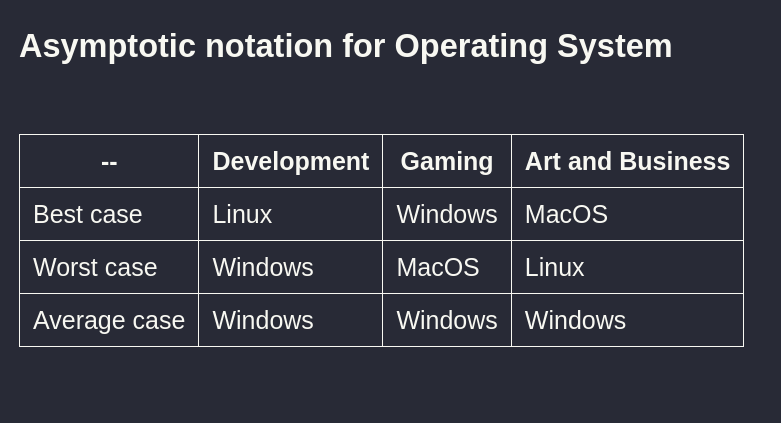 Asymptotic notation for Operating System
-- Development Gaming Art and Business
Best case Linux Windows MacOS
Worst case Windows MacOS Linux
Average case Windows Windows Windows